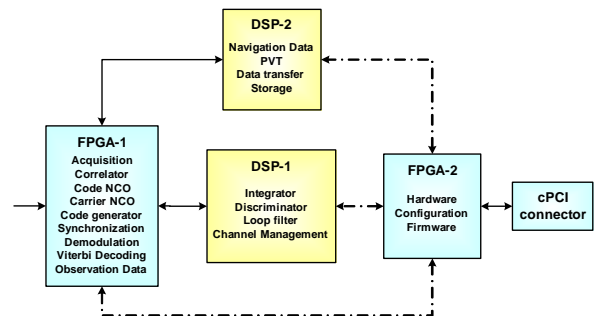 DSP-2
Navigation Data
PVT
Data transfer
Storage
FPGA-1
Acquisition
Correlator
Code NCO
Carrier NCO
Code generator
Synchronization
Demodulation
Viterbi Decoding
Observation Data
DSP-1
Integrator
Discriminator
Loop filter
Channel Management
FPGA-2
Hardware
Configuration
Firmware
cPCI
connector